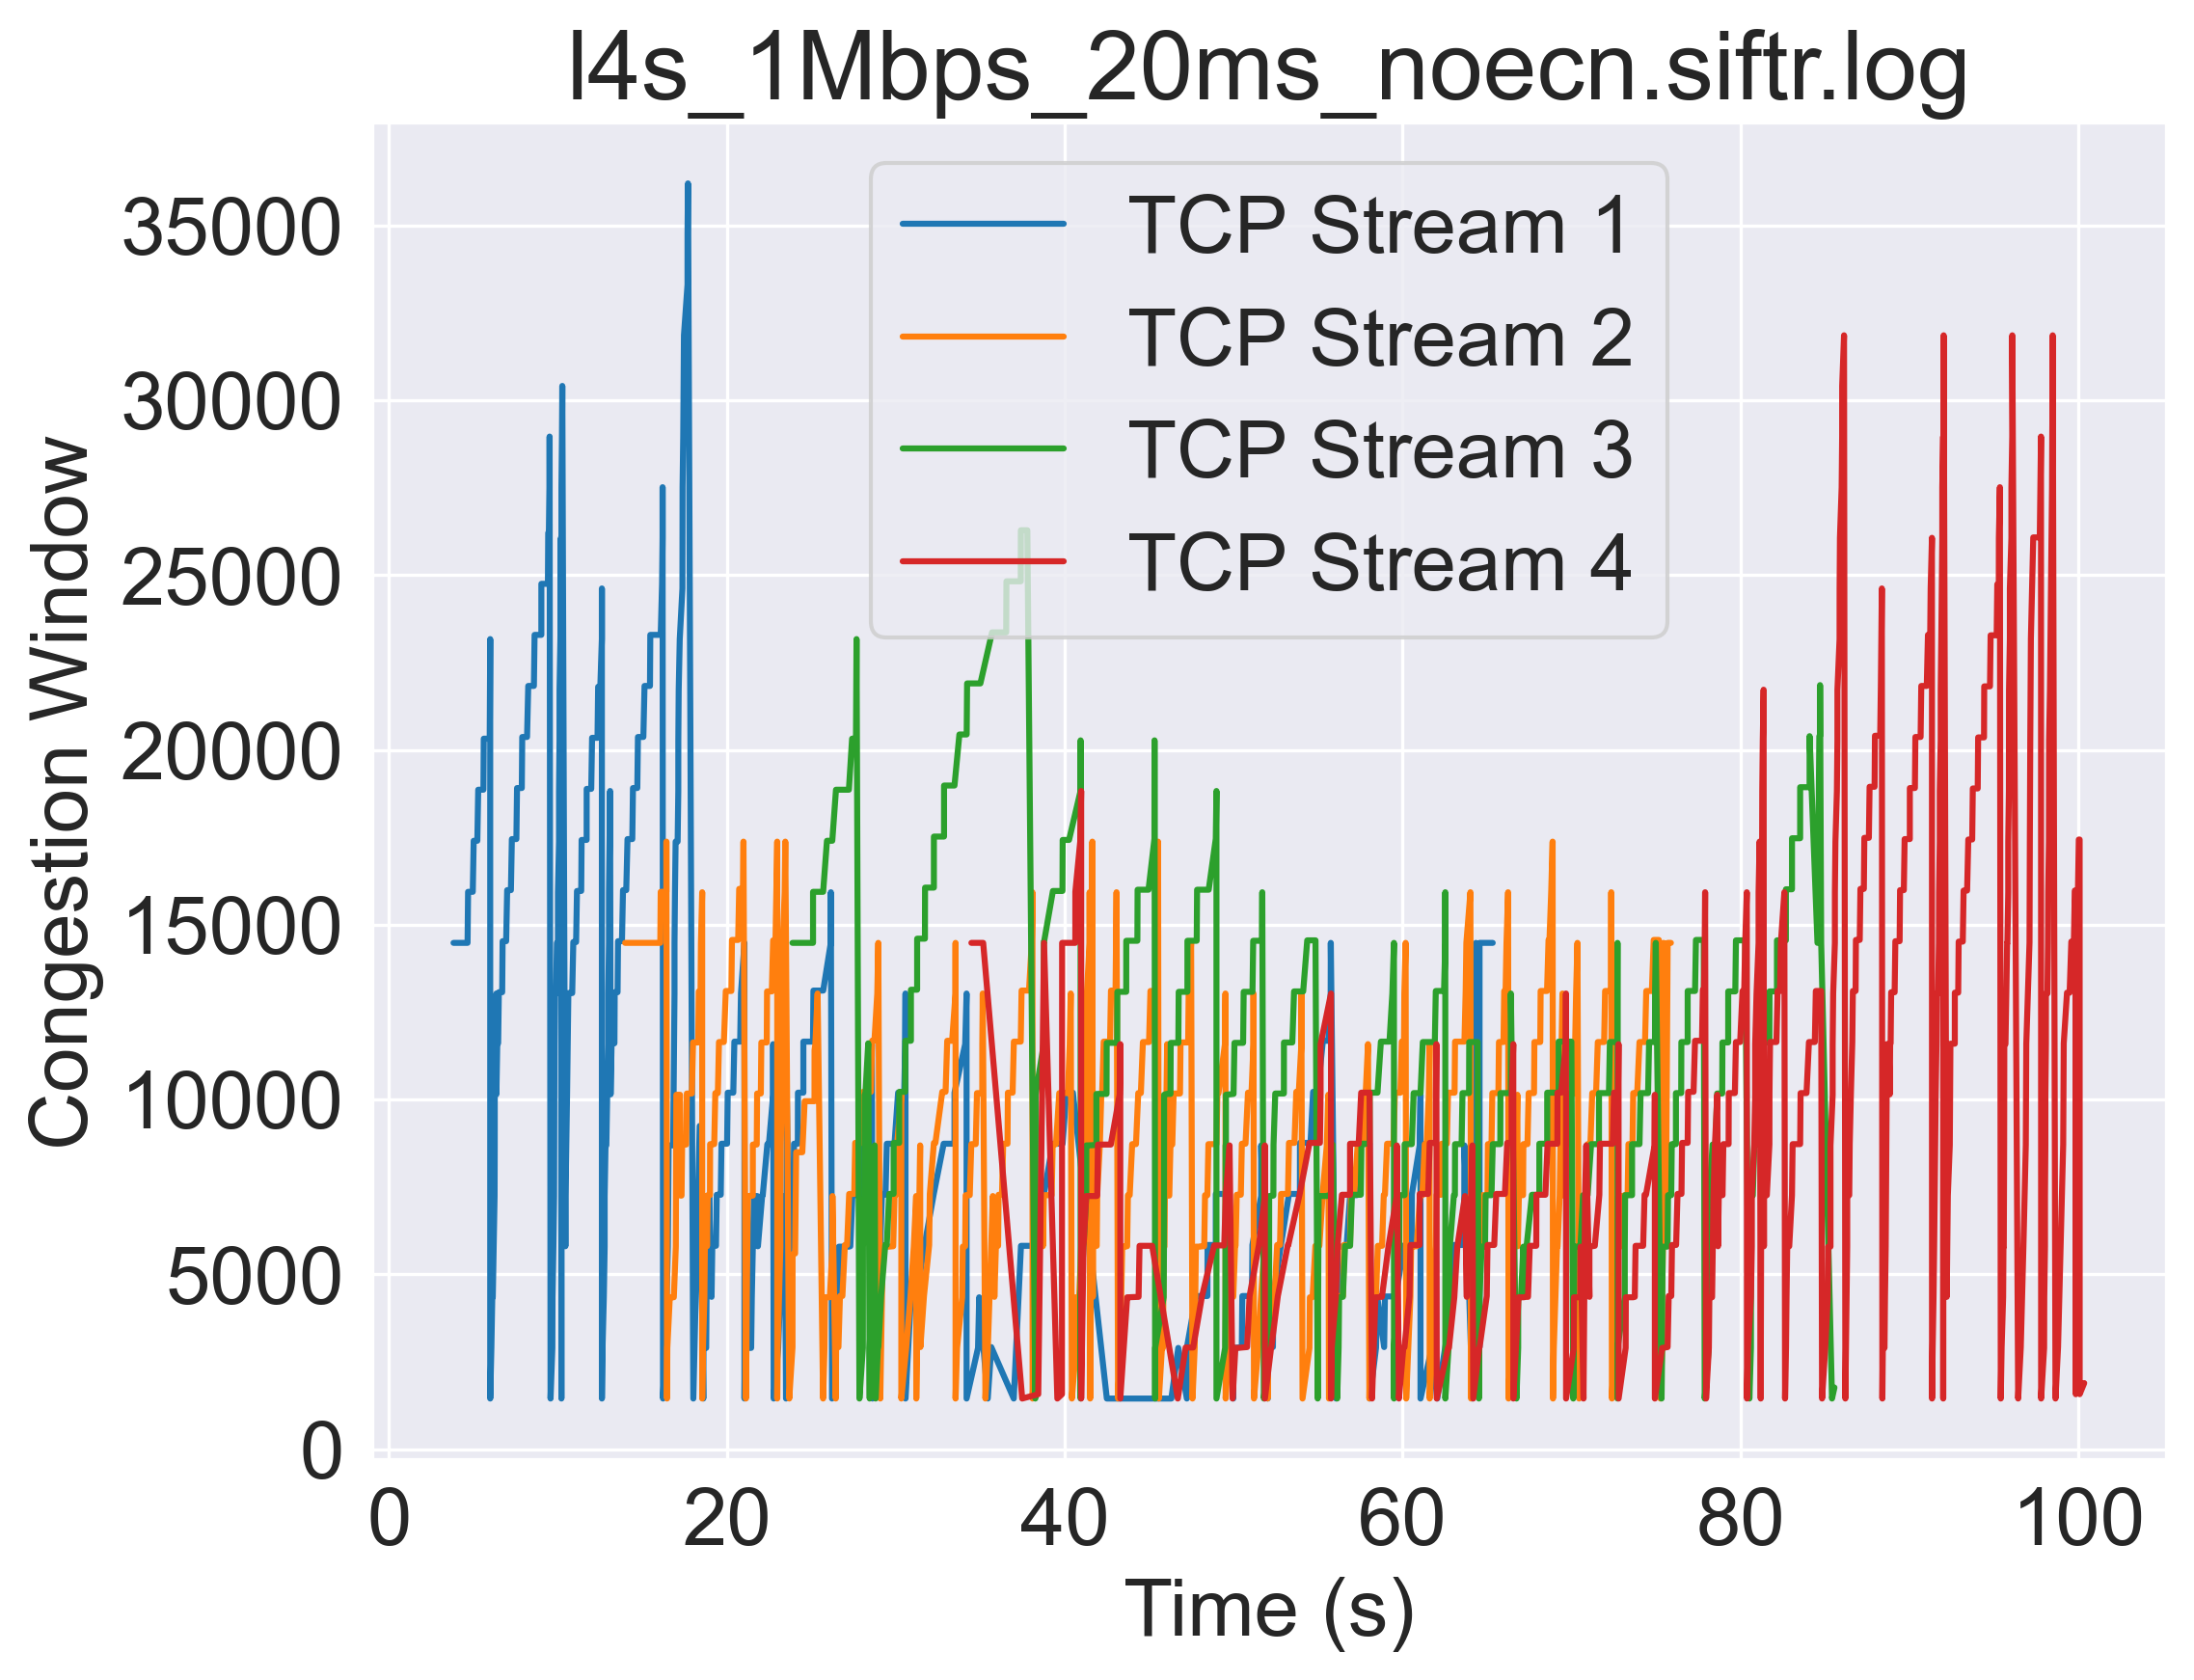 l4s_1Mbps_20ms_noecn.siftr.log
TCP Stream 1
TCP Stream 2
TCP Stream 3
TCP Stream 4
Congestion Window
35000
30000
25000
20000
15000
10000
5000
0
0 20 40 60 80 100
Time (s)